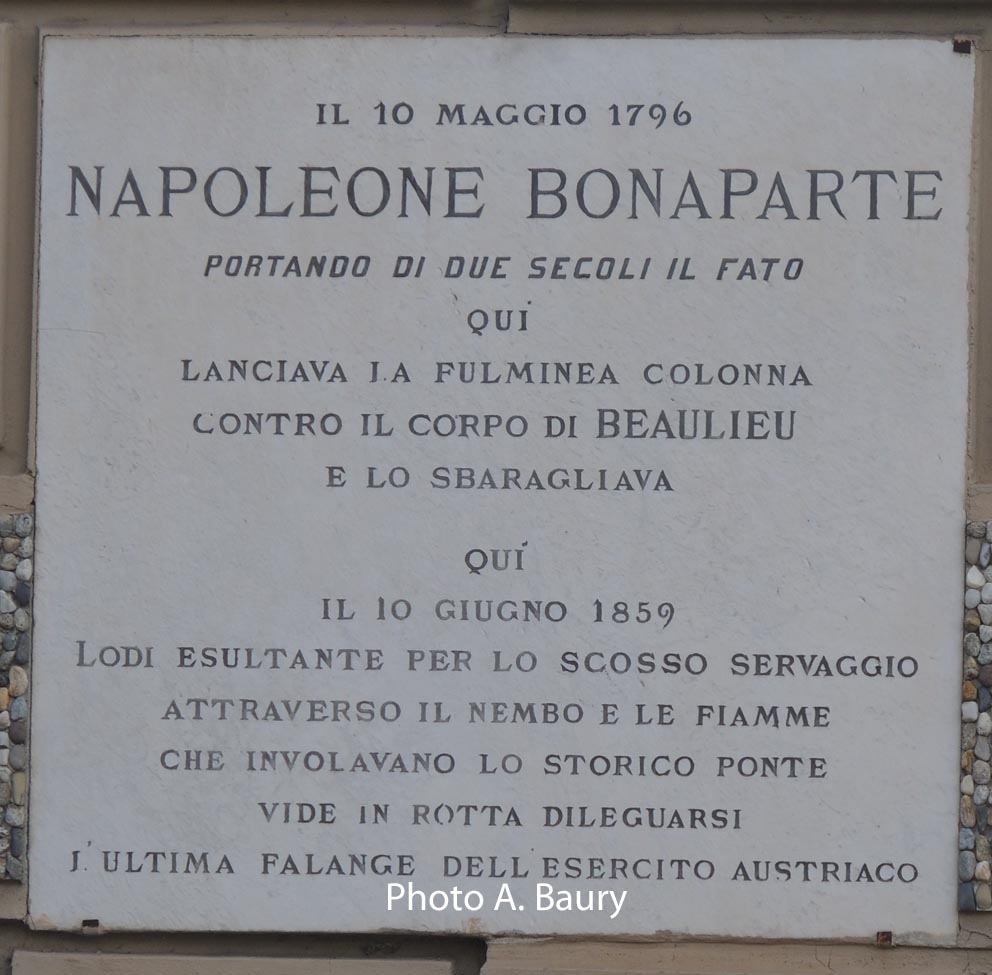 IL 10 MAGGIO 1796
NAPOLEONE BONAPARTE
PORTANDO DI DUE SECOLI IL FATO
QUI
LANCIAVA LA FULMINEA COLONNA
CONTRO IL CORPO DI BEAULIEU
E LO SBARAGLIAVA
QUI
IL 10 GIUGNO 1859
LODI ESULTANTE PER LO SCOSSO SERVAGGIO
ATTRAVERSO IL NEMBO E LE FIAMME
CHE INVOLAVANO LO STORICO PONTE
VIDE IN ROTTA DILEGUARSI
L'ULTIMA FALANGE DELL'ESERCITO AUSTRIACO
Photo A. Baury